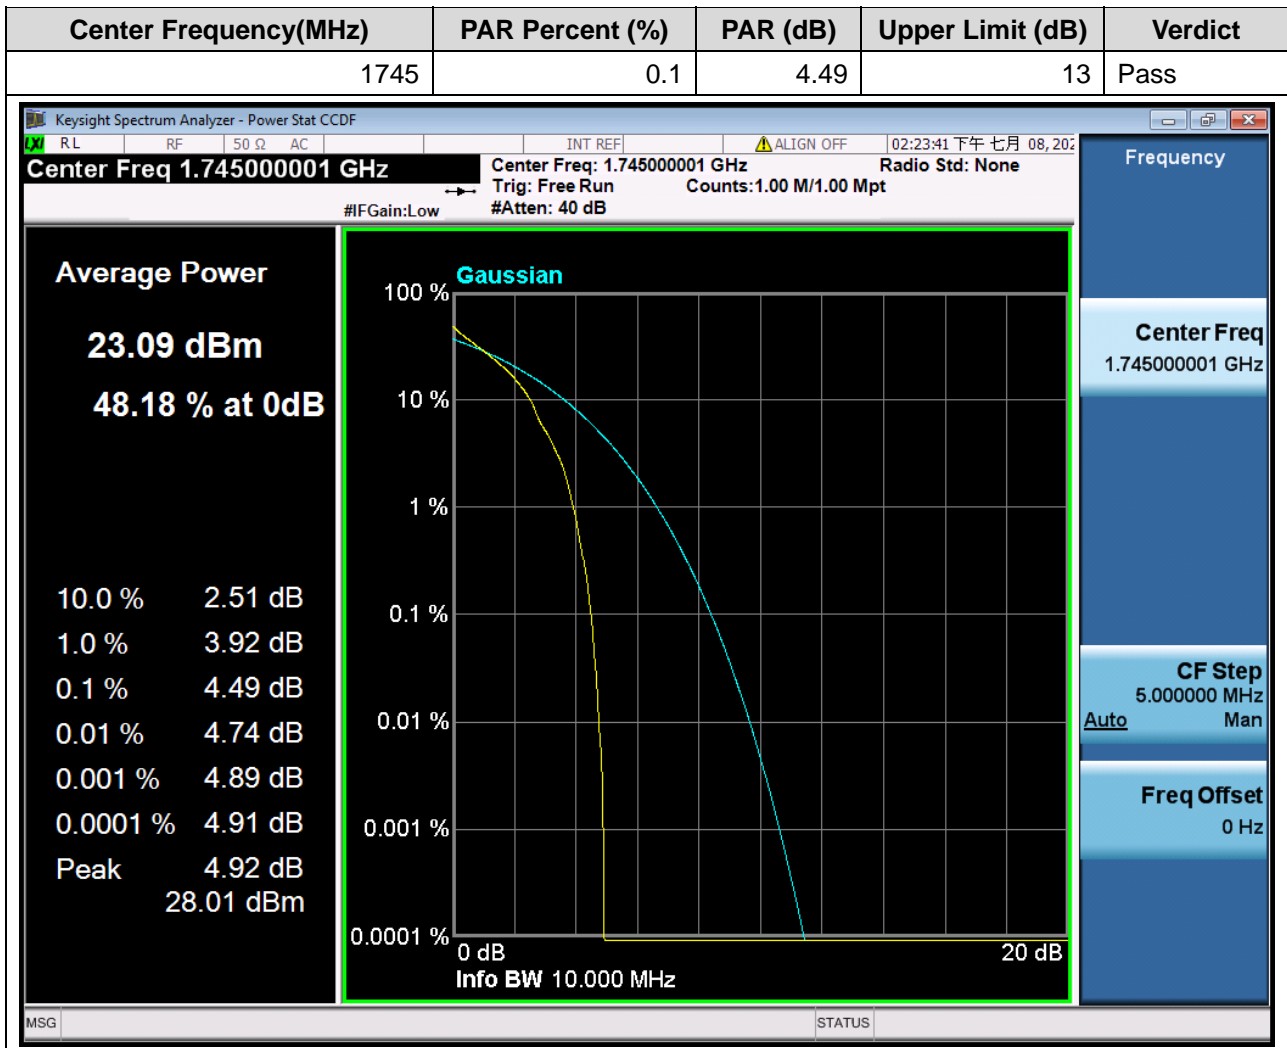 Center Frequency(MHz) PAR Percent (%) PAR (dB) Upper Limit (dB) Verdict
1745 0.1 4.49 13 Pass
Keysight Spectrum Analyzer - Power Stat CCDF
LXI RL RF 50 Ω AC INT REF ALIGN OFF 02:23:41 下午 七月 08, 202
Center Freq 1.745000001 GHz
Center Freq: 1.745000001 GHz Radio Std: None
Trig: Free Run Counts:1.00 M/1.00 Mpt
#IFGain:Low #Atten: 40 dB
Average Power
23.09 dBm
48.18 % at 0dB
10.0 % 2.51 dB
1.0 % 3.92 dB
0.1 % 4.49 dB
0.01 % 4.74 dB
0.001 % 4.89 dB
0.0001 % 4.91 dB
Peak 4.92 dB
28.01 dBm
Gaussian
100 %
10 %
1 %
0.1 %
0.01 %
0.001 %
0.0001 %
0 dB 20 dB
Info BW 10.000 MHz
Frequency
Center Freq
1.745000001 GHz
CF Step
5.000000 MHz
Auto Man
Freq Offset
0 Hz
MSG STATUS